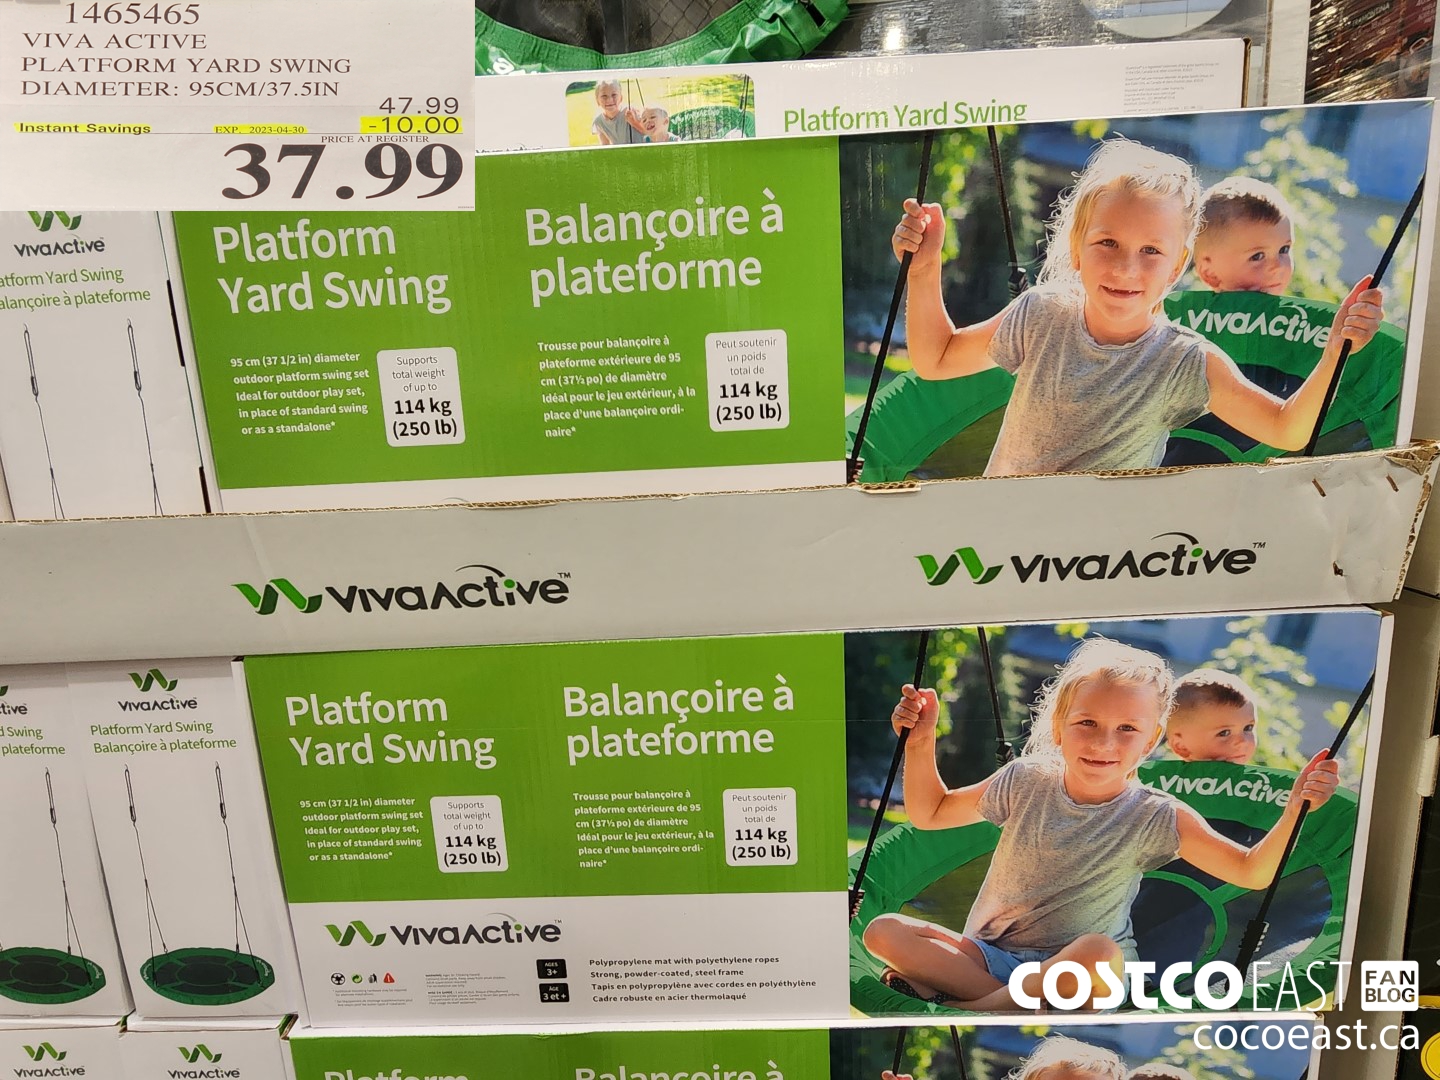 1465465
VIVA ACTIVE
PLATFORM YARD SWING
DIAMETER: 95CM/37.5IN
47.99
Instant Savings EXP. 2023-04-30 -10.00
PRICE AT REGISTER
37.99
Platform Yard Swing
VivaActive
atform Yard Swing
alançoire à plateforme
Platform
Yard Swing
95 cm (37 1/2 in) diameter
outdoor platform swing set
Ideal for outdoor play set,
in place of standard swing
or as a standalone*
Supports
total weight
of up to
114 kg
(250 lb)
Balançoire à
plateforme
Trousse pour balançoire à
plateforme extérieure de 95
cm (37½ po) de diamètre
Idéal pour le jeu extérieur, à la
place d'une balançoire ordi-
naire*
Peut soutenir
un poids
total de
114 kg
(250 lb)
VivaActive
VivaActive™
VivaActive™
tive
d Swing
plateforme
VivaActive
Platform Yard Swing
Balançoire à plateforme
Platform
Yard Swing
95 cm (37 1/2 in) diameter
outdoor platform swing set
Ideal for outdoor play set,
in place of standard swing
or as a standalone*
Supports
total weight
of up to
114 kg
(250 lb)
Balançoire à
plateforme
Trousse pour balançoire à
plateforme extérieure de 95
cm (37½ po) de diamètre
Idéal pour le jeu extérieur, à la
place d'une balançoire ordi-
naire*
Peut soutenir
un poids
total de
114 kg
(250 lb)
VivaActive
VivaActive™
AGES
3+
ÂGE
3 et +
Polypropylene mat with polyethylene ropes
Strong, powder-coated, steel frame
Tapis en polypropylène avec cordes en polyéthylène
Cadre robuste en acier thermolaqué
COSTCO EAST FAN BLOG
cocoeast.ca
VivaActive
VivaActive
Platform
Balançoire à